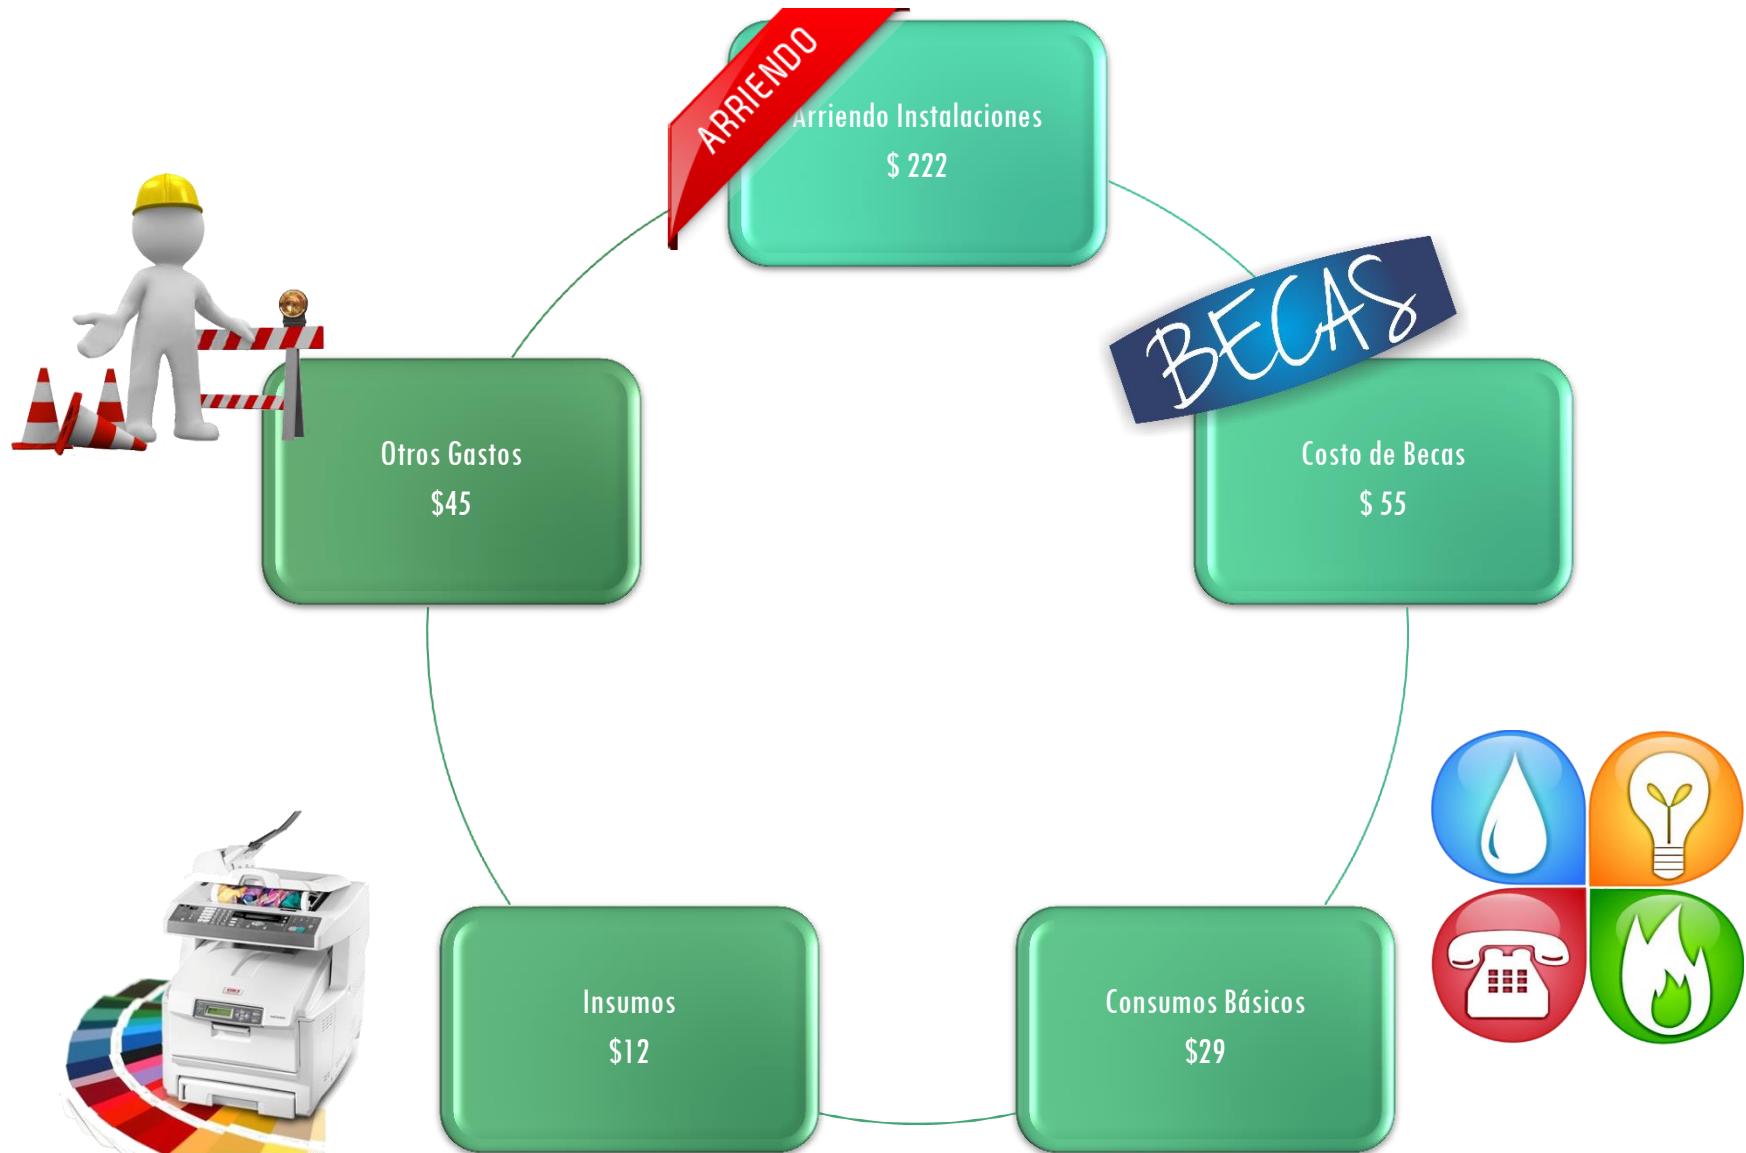 ARRIENDO
Arriendo Instalaciones
$ 222
BECAS
Costo de Becas
$ 55
Otros Gastos
$45
Insumos
$12
Consumos Básicos
$29